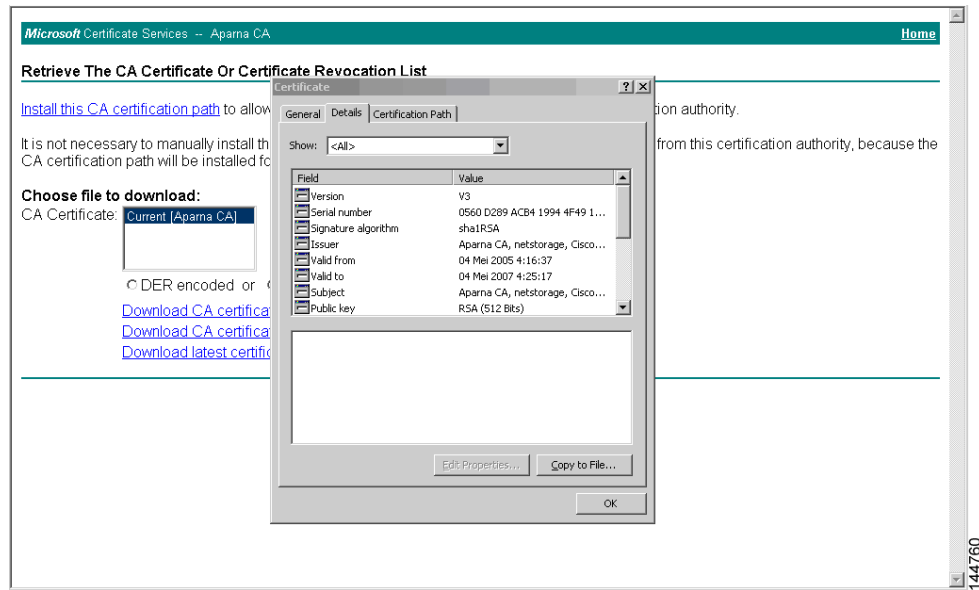 Microsoft Certificate Services -- Aparna CA Home
Retrieve The CA Certificate Or Certificate Revocation List
Install this CA certification path to allow
tion authority.
It is not necessary to manually install th
from this certification authority, because the
CA certification path will be installed fo
Choose file to download:
CA Certificate: Current [Aparna CA]
DER encoded or
Download CA certifica
Download CA certifica
Download latest certific
Certificate
General Details Certification Path
Show: <All>
Field Value
Version V3
Serial number 0560 D289 ACB4 1994 4F49 1...
Signature algorithm sha1RSA
Issuer Aparna CA, netstorage, Cisco...
Valid from 04 Mei 2005 4:16:37
Valid to 04 Mei 2007 4:25:17
Subject Aparna CA, netstorage, Cisco...
Public key RSA (512 Bits)
Edit Properties... Copy to File...
OK
144760